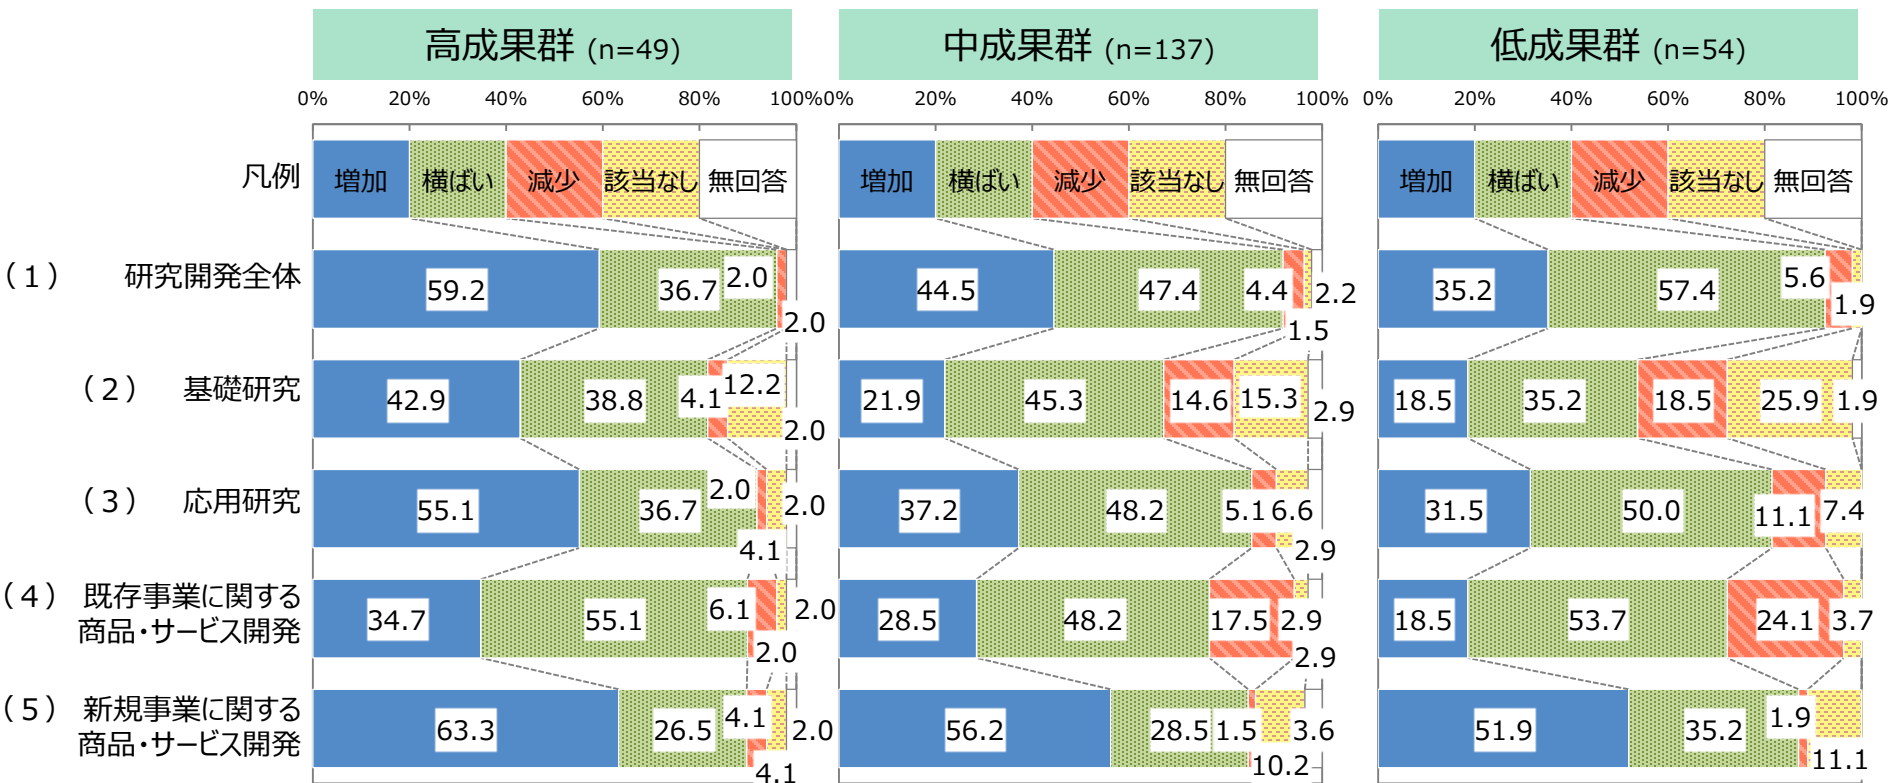 高成果群 (n=49) 中成果群 (n=137) 低成果群 (n=54)
0% 20% 40% 60% 80% 100% 0% 20% 40% 60% 80% 100% 0% 20% 40% 60% 80% 100%
凡例 増加 横ばい 減少 該当なし 無回答 増加 横ばい 減少 該当なし 無回答 増加 横ばい 減少 該当なし 無回答
（1） 研究開発全体 59.2 36.7 2.0 2.0 44.5 47.4 4.4 1.5 2.2 35.2 57.4 5.6 1.9
（2） 基礎研究 42.9 38.8 4.1 12.2 2.0 21.9 45.3 14.6 15.3 2.9 18.5 35.2 18.5 25.9 1.9
（3） 応用研究 55.1 36.7 2.0 4.1 2.0 37.2 48.2 5.1 6.6 2.9 31.5 50.0 11.1 7.4
（4） 既存事業に関する
商品・サービス開発 34.7 55.1 6.1 2.0 2.0 28.5 48.2 17.5 2.9 2.9 18.5 53.7 24.1 3.7
（5） 新規事業に関する
商品・サービス開発 63.3 26.5 4.1 4.1 2.0 56.2 28.5 1.5 10.2 3.6 51.9 35.2 1.9 11.1